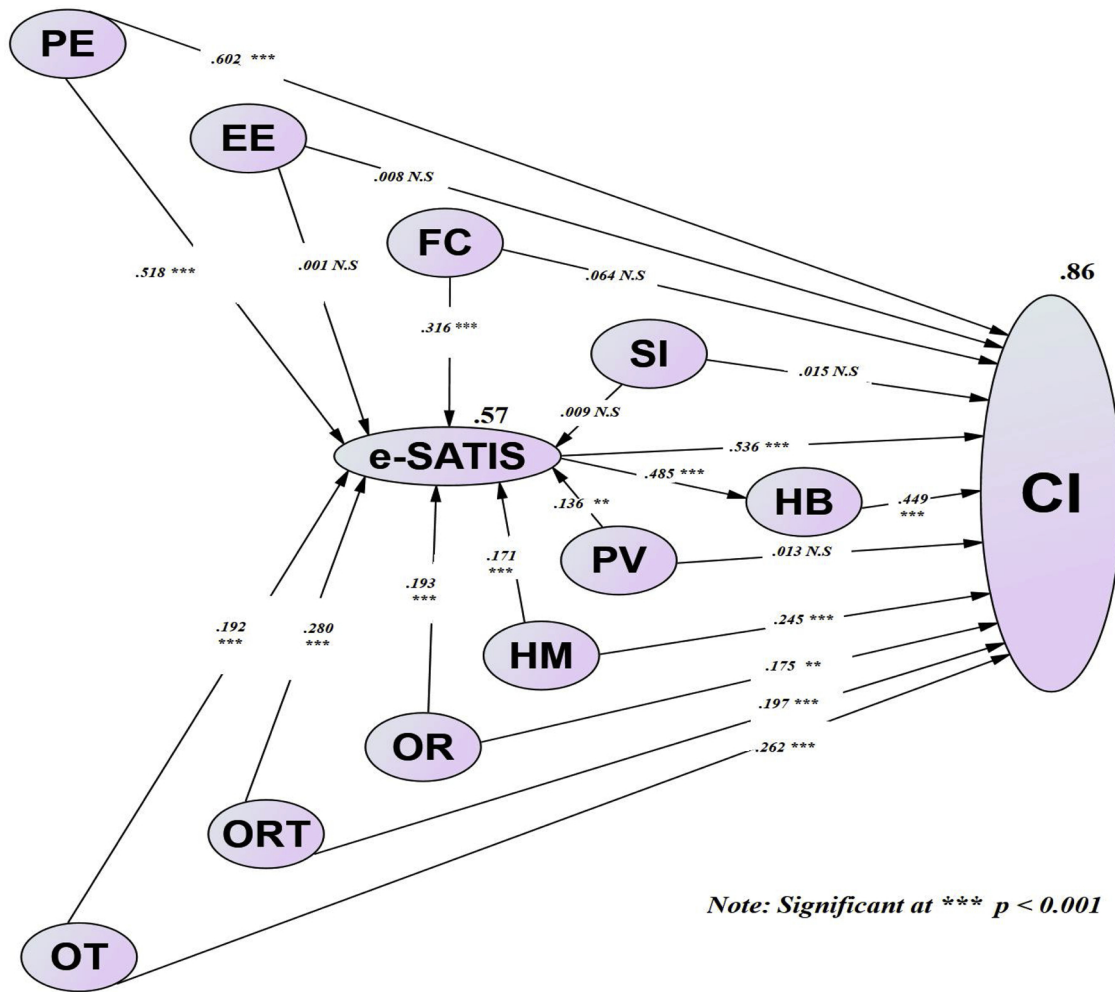 PE
.602 ***
EE
.008 N.S
FC
.518 ***
.001 N.S
.064 N.S
.86
.316 ***
SI
.015 N.S
.009 N.S
.57
e-SATIS
.536 ***
.485 ***
HB
.449
***
CI
.136 **
PV
.013 N.S
.171
***
.193
***
.192
***
.280
***
HM
.245 ***
.175 **
.197 ***
OR
.262 ***
ORT
Note: Significant at *** p < 0.001
OT